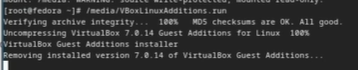 [root@fedora ~]# /media/VBoxLinuxAdditions.run
Verifying archive integrity...  100%   MD5 checksums are OK. All good.
Uncompressing VirtualBox 7.0.14 Guest Additions for Linux  100%
VirtualBox Guest Additions installer
Removing installed version 7.0.14 of VirtualBox Guest Additions...